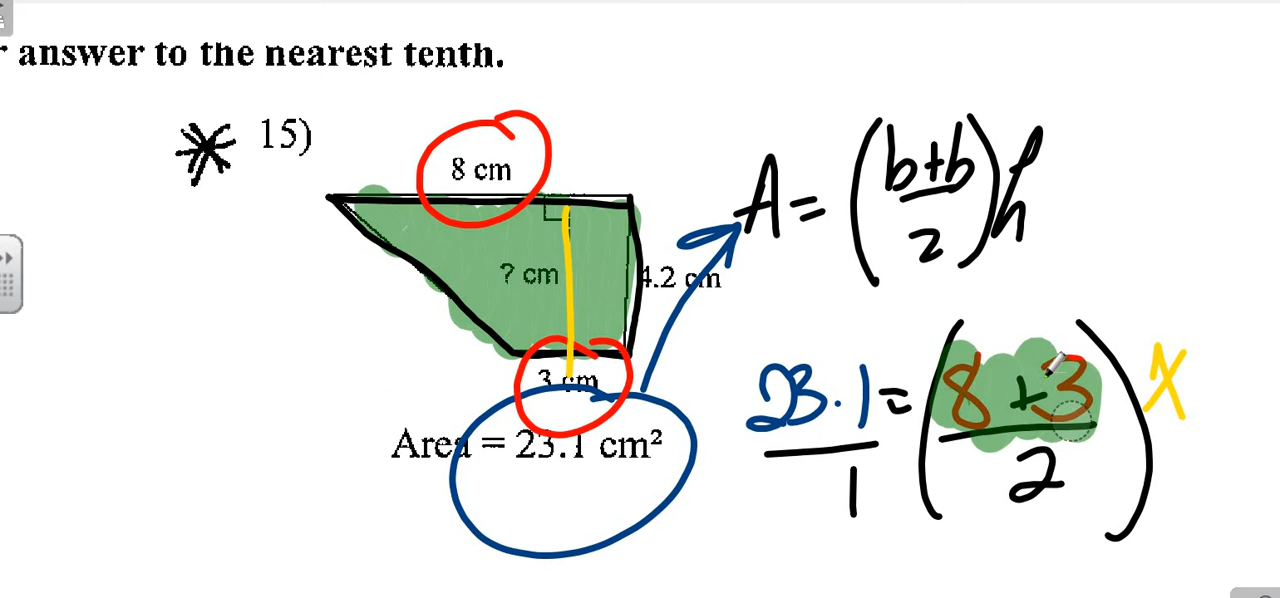 r answer to the nearest tenth.
15)
8 cm
? cm
4.2 cm
3 cm
Area = 23.1 cm²
A = (b+b/2)h
23.1/1 = (8+3/2)x